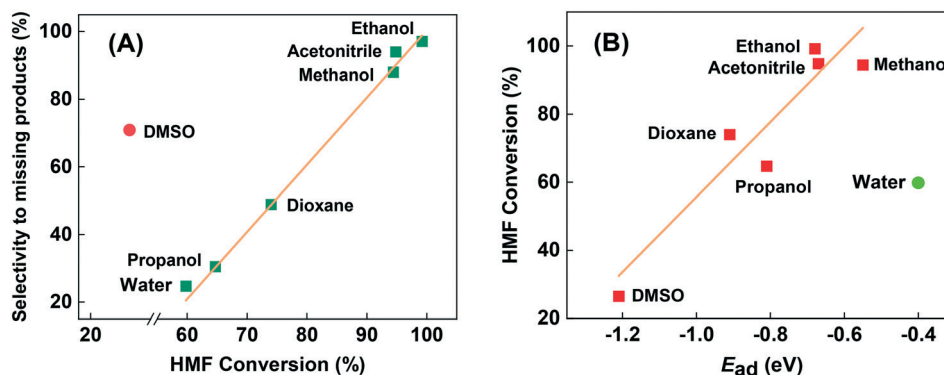 (A)
Selectivity to missing products (%)
100
80
60
40
20
Ethanol
Acetonitrile
Methanol
DMSO
Dioxane
Propanol
Water
20 60 70 80 90 100
HMF Conversion (%)
(B)
HMF Conversion (%)
100
80
60
40
20
Ethanol
Acetonitrile
Methano
Dioxane
Propanol
Water
DMSO
-1.2 -1.0 -0.8 -0.6 -0.4
Ead (eV)